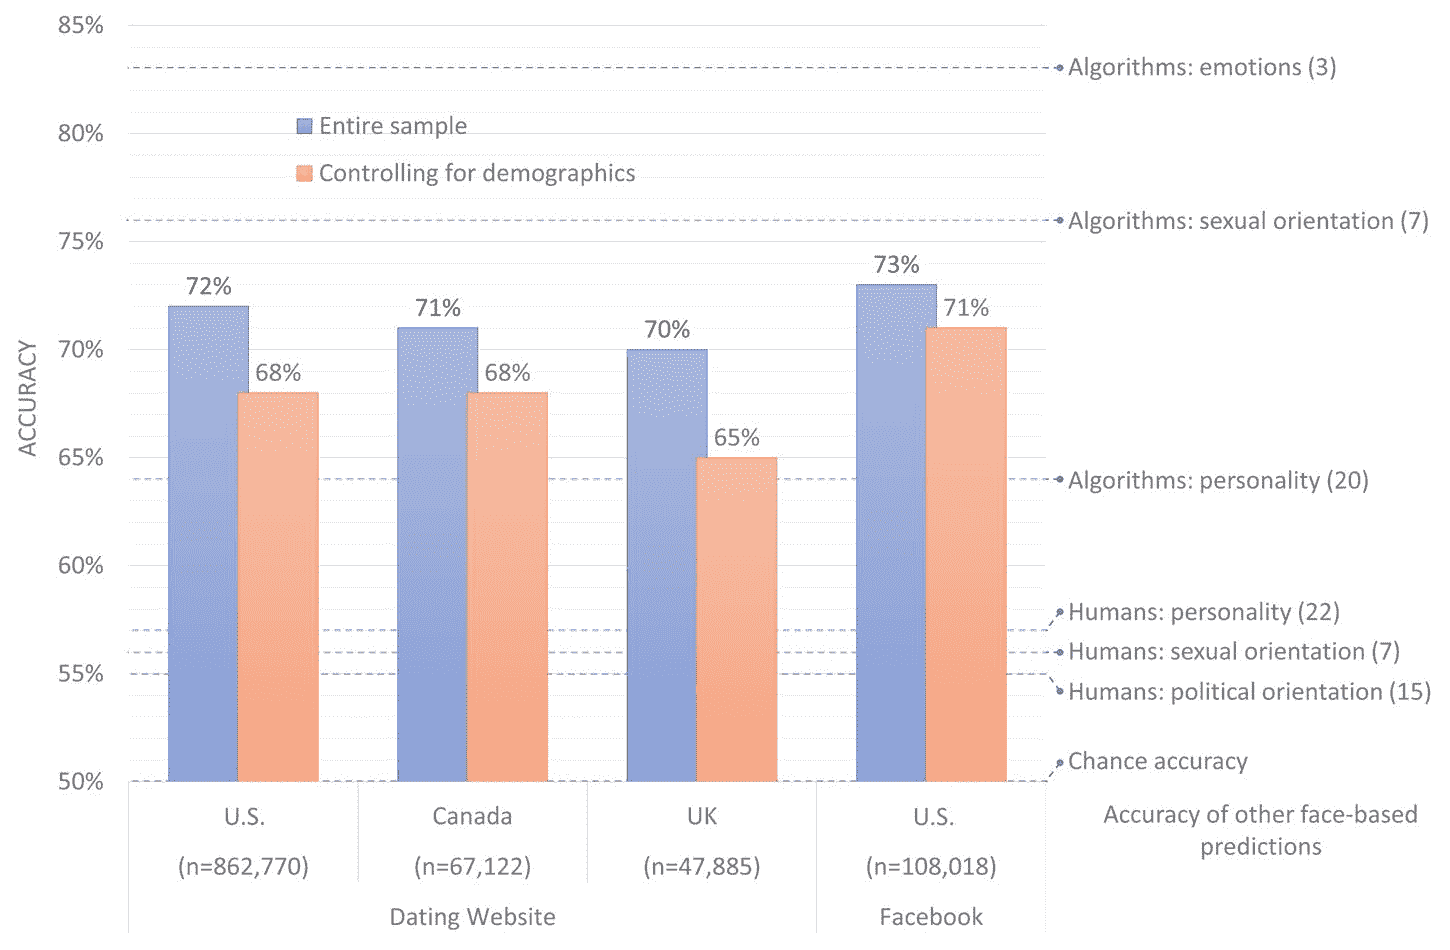 85%
80%
75%
70%
65%
60%
55%
50%
ACCURACY
Entire sample
Controlling for demographics
72%
68%
71%
68%
70%
65%
73%
71%
Algorithms: emotions (3)
Algorithms: sexual orientation (7)
Algorithms: personality (20)
Humans: personality (22)
Humans: sexual orientation (7)
Humans: political orientation (15)
Chance accuracy
U.S.
Canada
UK
U.S.
(n=862,770)
(n=67,122)
(n=47,885)
(n=108,018)
Dating Website
Facebook
Accuracy of other face-based
predictions